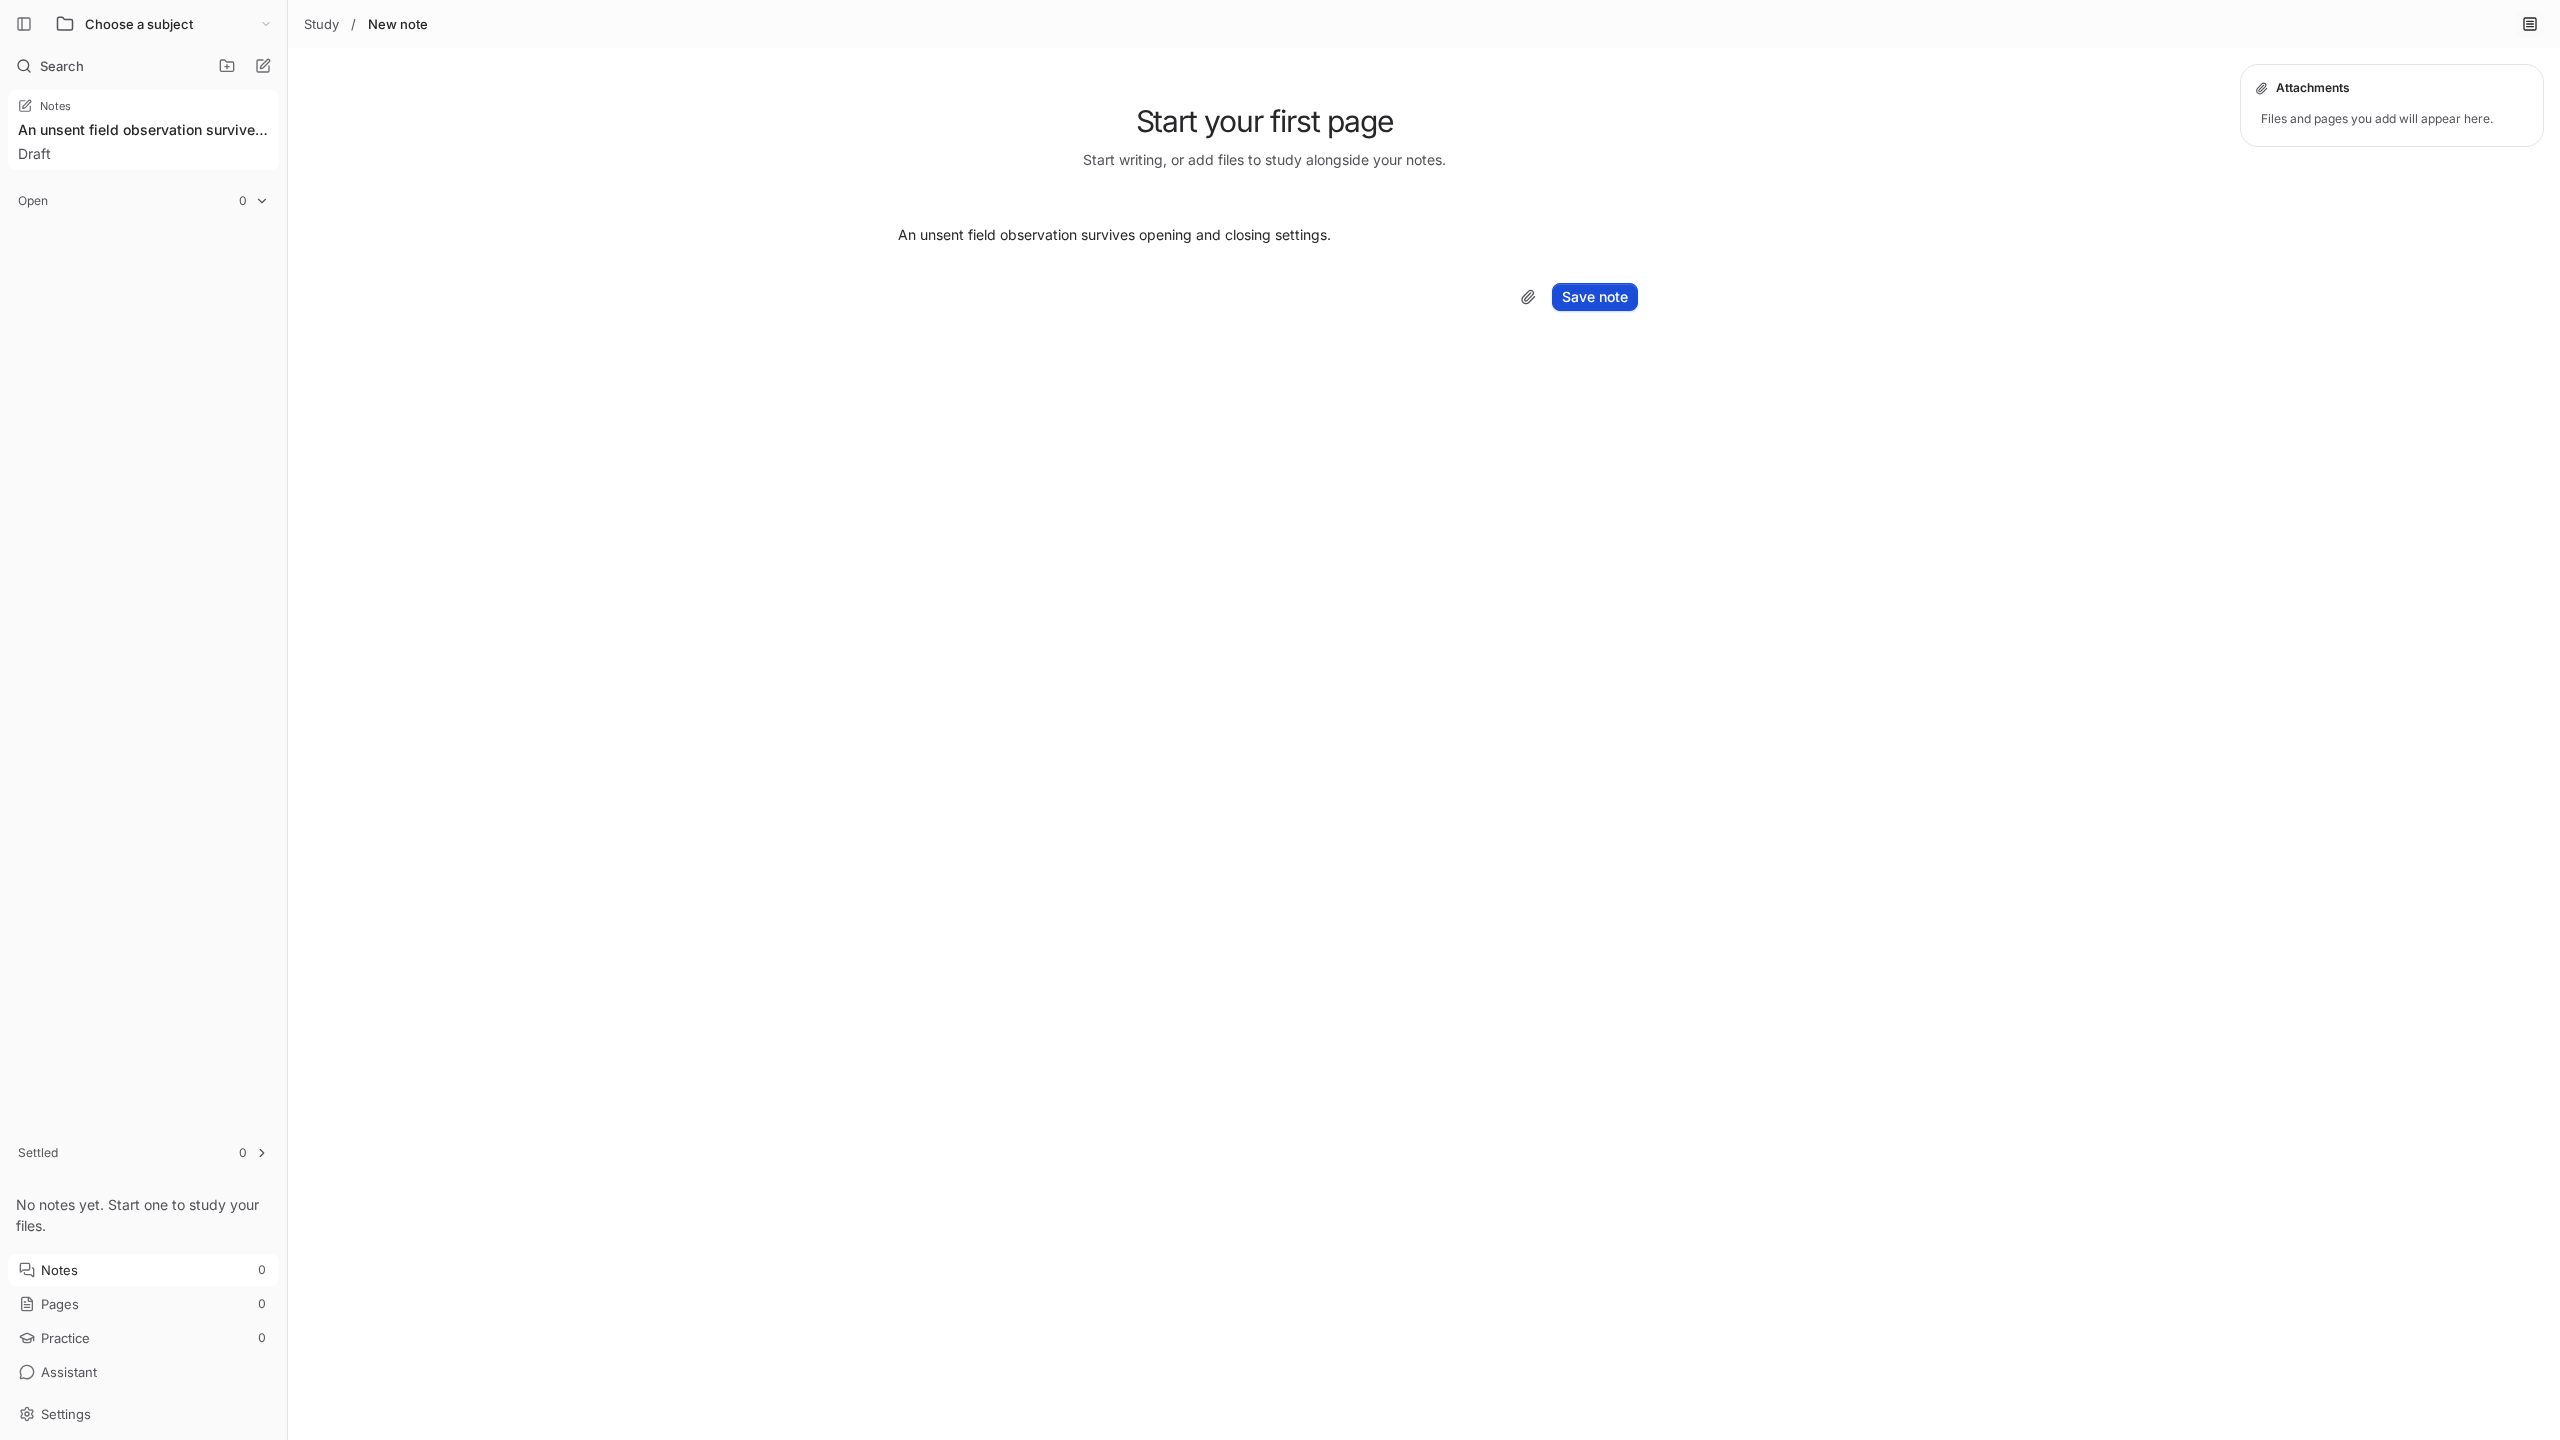 Choose a subject
Study / New note
Search
Notes
An unsent field observation survive...
Draft
Open 0
Start your first page
Start writing, or add files to study alongside your notes.
An unsent field observation survives opening and closing settings.
Save note
Attachments
Files and pages you add will appear here.
Settled 0
No notes yet. Start one to study your
files.
Notes 0
Pages 0
Practice 0
Assistant
Settings